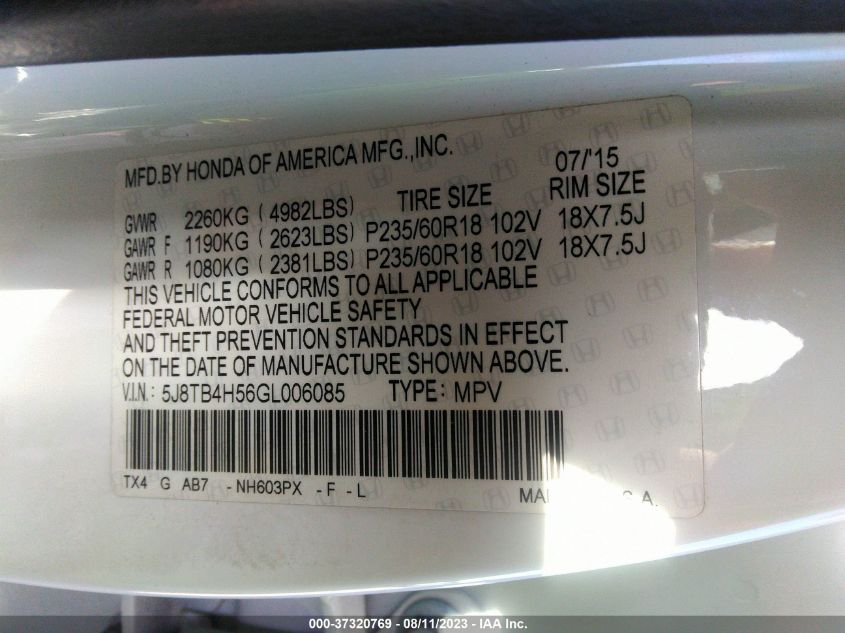 MFD.BY HONDA OF AMERICA MFG.,INC. 07/'15
TIRE SIZE RIM SIZE
GVWR 2260KG (4982LBS)
GAWR F 1190KG (2623LBS) P235/60R18 102V 18X7.5J
GAWR R 1080KG (2381LBS) P235/60R18 102V 18X7.5J
THIS VEHICLE CONFORMS TO ALL APPLICABLE
FEDERAL MOTOR VEHICLE SAFETY
AND THEFT PREVENTION STANDARDS IN EFFECT
ON THE DATE OF MANUFACTURE SHOWN ABOVE.
V.I.N: 5J8TB4H56GL006085 TYPE: MPV
TX4 G AB7 -NH603PX -F -L
000-37320769 - 08/11/2023 - IAA Inc.